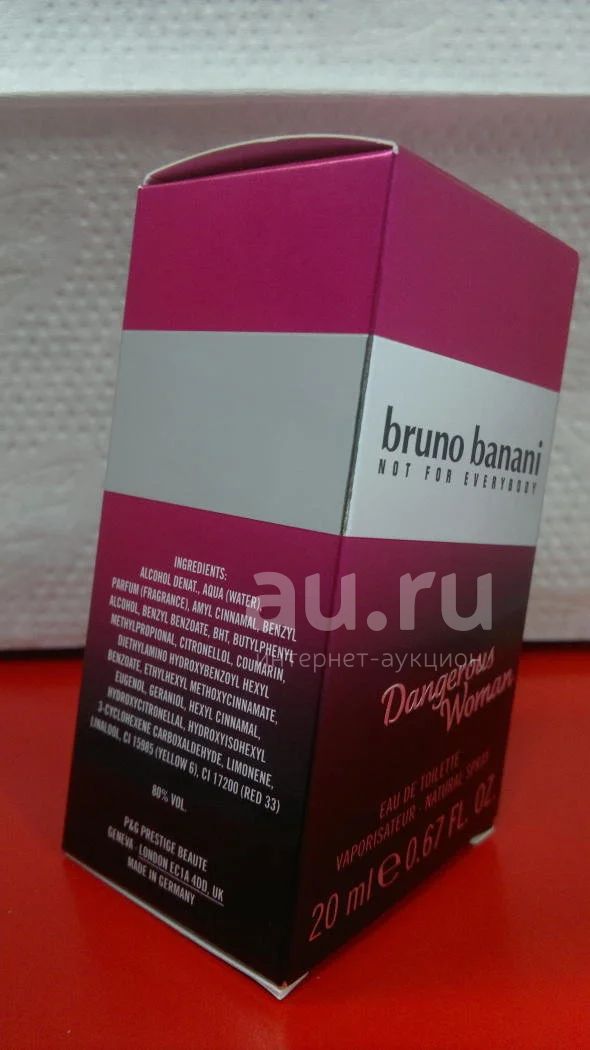 bruno banani
NOT FOR EVERYBODY
INGREDIENTS:
ALCOHOL DENAT., AQUA (WATER),
PARFUM (FRAGRANCE), AMYL CINNAMAL, BENZYL
ALCOHOL, BENZYL BENZOATE, BHT, BUTYLPHENYL
METHYLPROPIONAL, CITRONELLOL, COUMARIN,
DIETHYLAMINO HYDROXYBENZOYL HEXYL
BENZOATE, ETHYLHEXYL METHOXYCINNAMATE,
EUGENOL, GERANIOL, HEXYL CINNAMAL,
HYDROXYCITRONELLAL, HYDROXYISOHEXYL
3-CYCLOHEXENE CARBOXALDEHYDE, LIMONENE,
LINALOOL, CI 15985 (YELLOW 6), CI 17200 (RED 33)
80% VOL.
P&G PRESTIGE BEAUTE
GENEVA · LONDON EC1A 4DD, UK
MADE IN GERMANY
au.ru
интернет-аукцион
Dangerous
Woman
EAU DE TOILETTE
VAPORISATEUR · NATURAL SPRAY
20 ml e 0.67 FL. OZ.